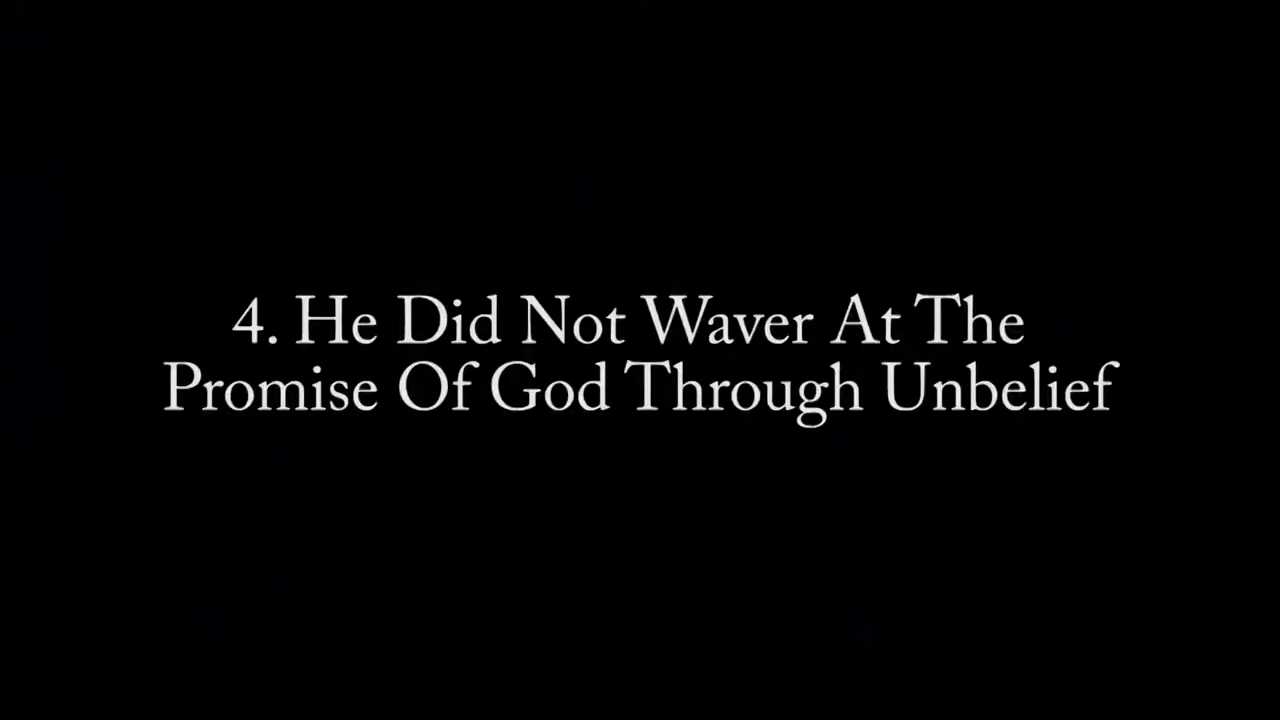 4. He Did Not Waver At The
Promise Of God Through Unbelief